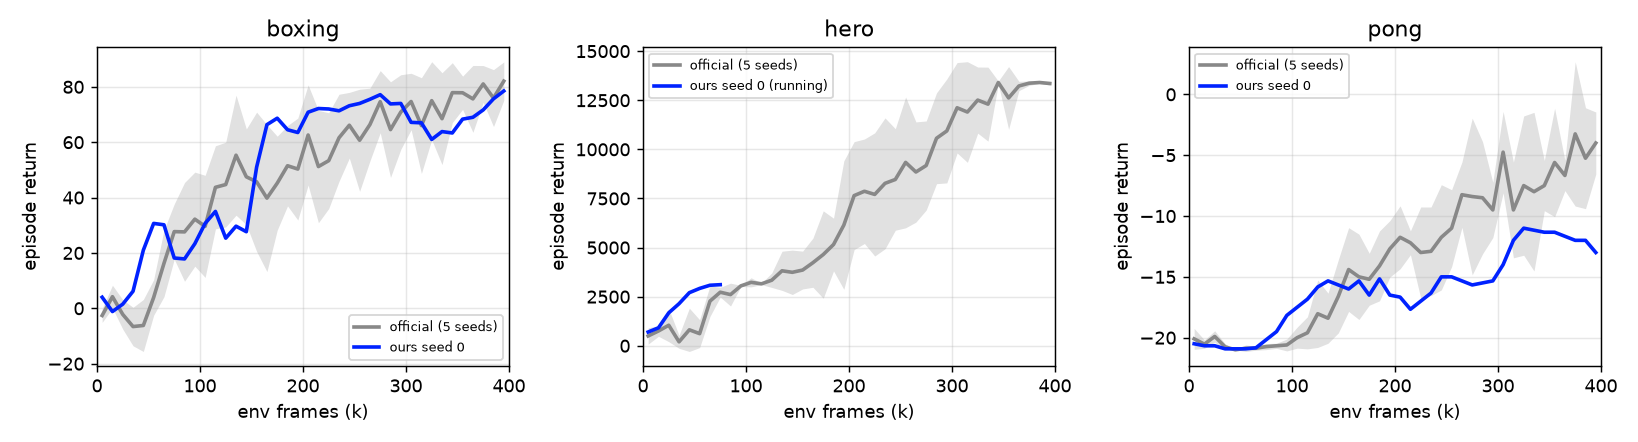 boxing
episode return
80
60
40
20
0
−20
0
100
200
300
400
env frames (k)
official (5 seeds)
ours seed 0
hero
episode return
15000
12500
10000
7500
5000
2500
0
0
100
200
300
400
env frames (k)
official (5 seeds)
ours seed 0 (running)
pong
episode return
0
−5
−10
−15
−20
0
100
200
300
400
env frames (k)
official (5 seeds)
ours seed 0